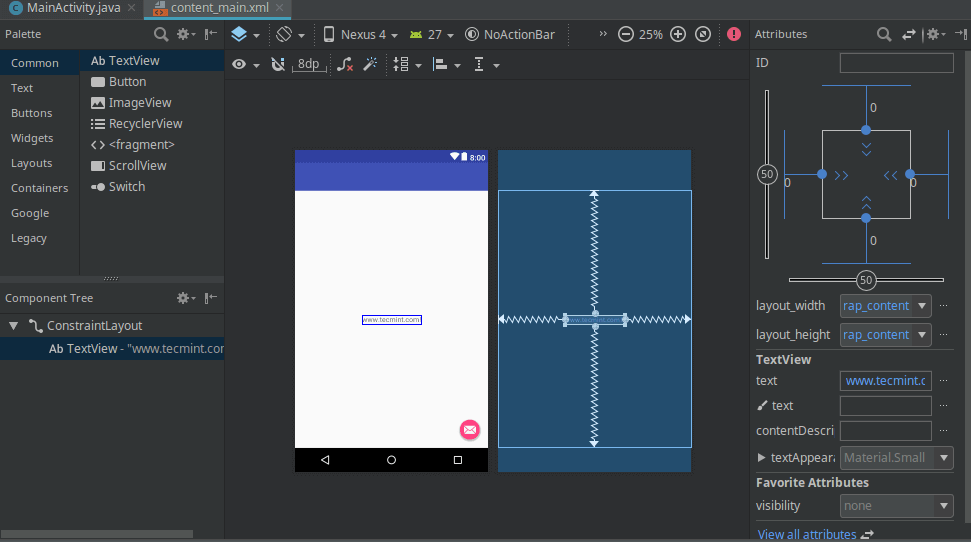 MainActivity.java
content_main.xml
Palette
Nexus 4
27
NoActionBar
25%
Attributes
8dp
Common
Text
Buttons
Widgets
Layouts
Containers
Google
Legacy
Ab TextView
Button
ImageView
RecyclerView
<fragment>
ScrollView
Switch
ID
0
50
0
0
0
50
8:00
www.tecmint.com
www.tecmint.com
Component Tree
ConstraintLayout
Ab TextView - "www.tecmint.cor
layout_width
rap_content
layout_height
rap_content
TextView
text
www.tecmint.c
text
contentDescri
textAppeara
Material.Small
Favorite Attributes
visibility
none
View all attributes